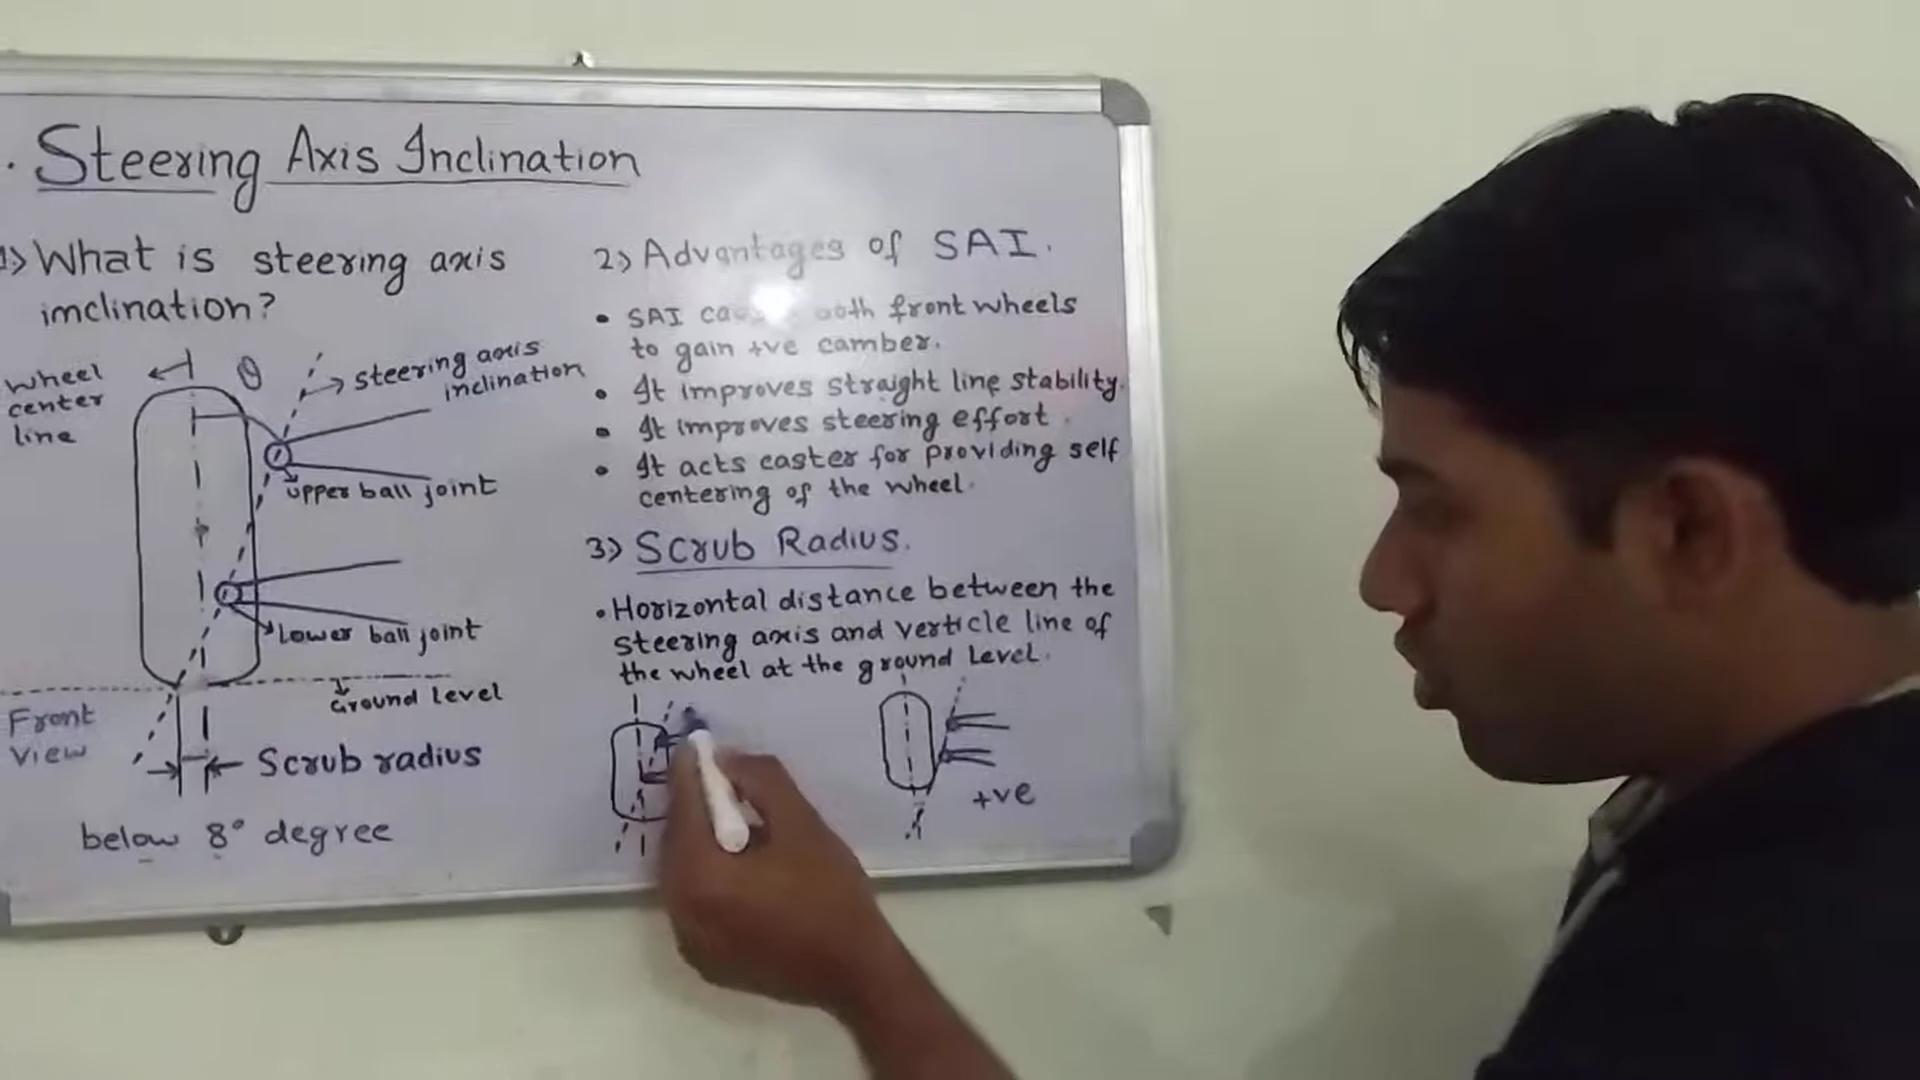 . Steering Axis Inclination
1) What is steering axis
imclination?
wheel
center
line
θ
steering axis
inclination
upper ball joint
Lower ball joint
Ground level
Front
View
Scrub radius
below 8° degree
2) Advantages of SAI.
• SAI both front wheels
to gain +ve camber.
• It improves straight line stability.
• It improves steering effort.
• It acts caster for providing self
centering of the wheel.
3) Scrub Radius.
• Horizontal distance between the
steering axis and verticle line of
the wheel at the ground Level.
+ve